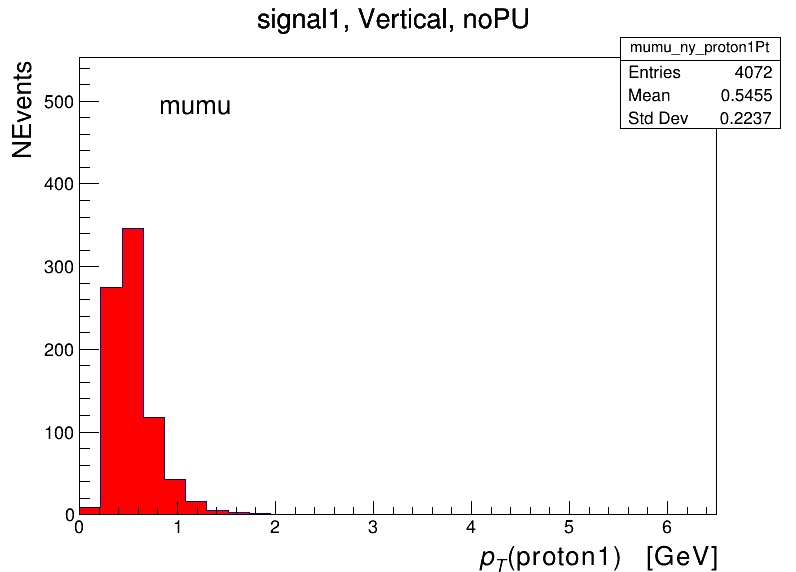 signal1, Vertical, noPU
mumu_ny_proton1Pt
Entries 4072
Mean 0.5455
Std Dev 0.2237
NEvents
mumu
500
400
300
200
100
0
0 1 2 3 4 5 6
p_T(proton1) [GeV]